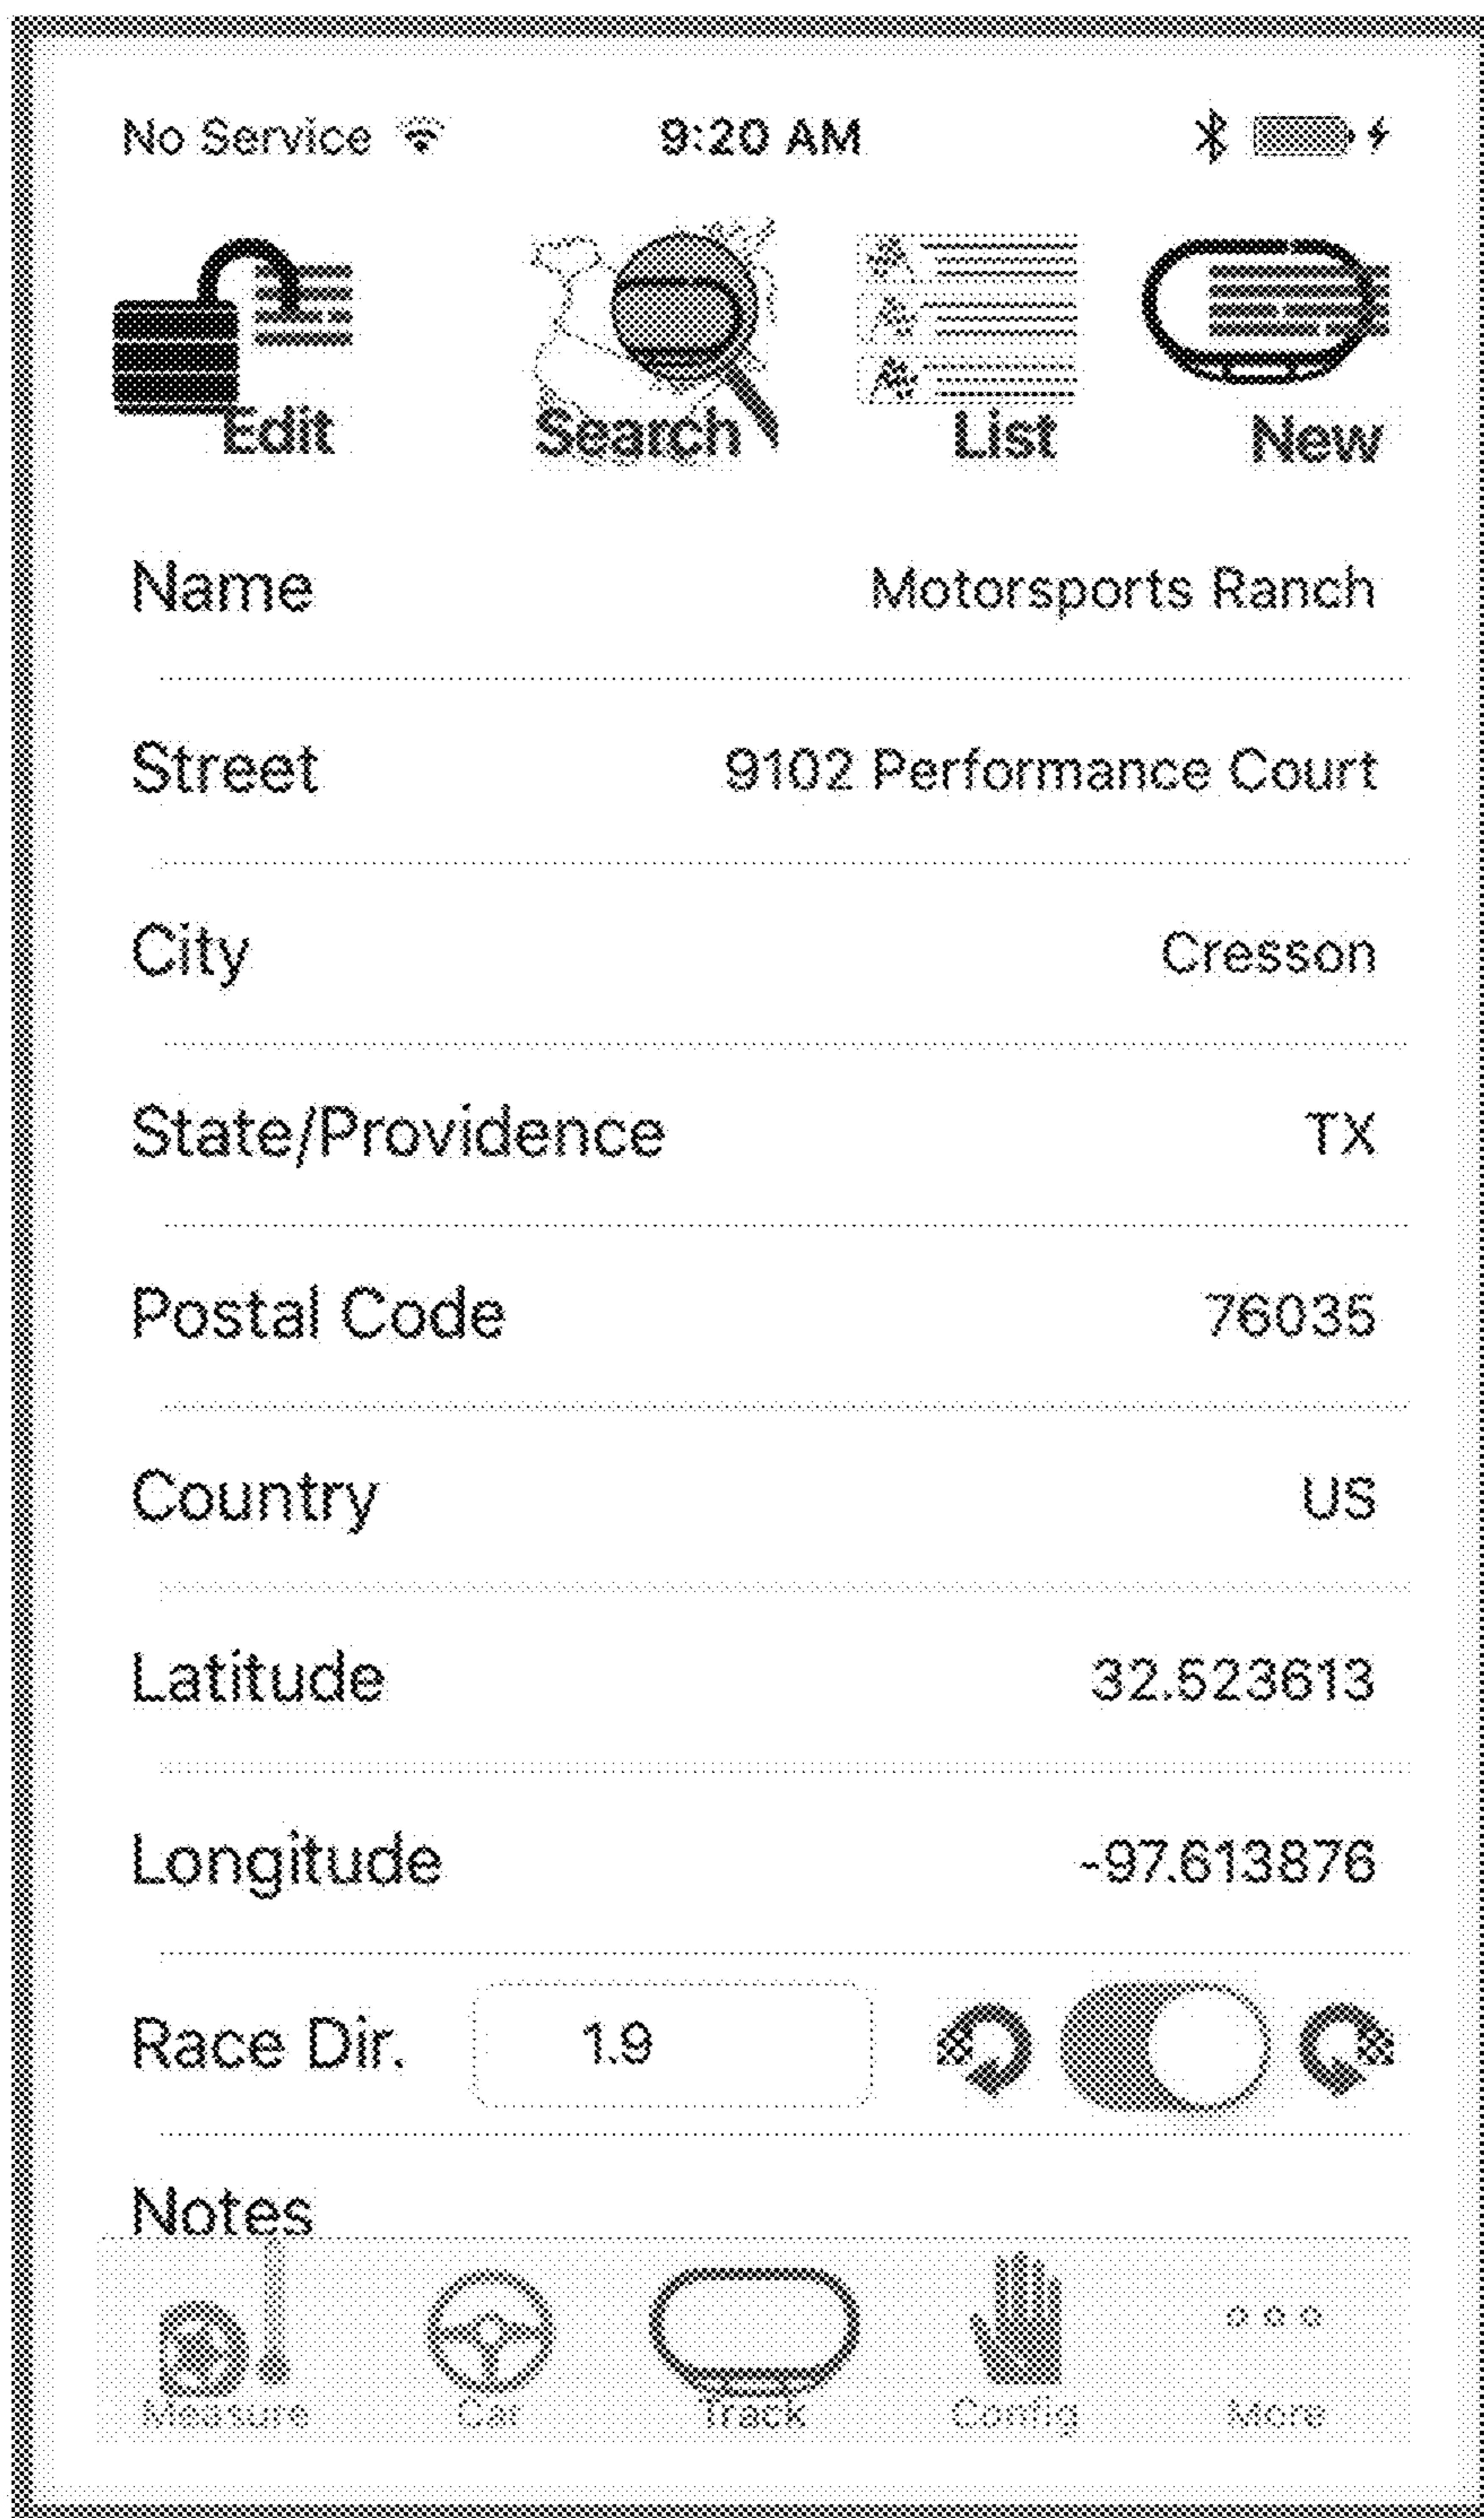 No Service 9:20 AM
Edit Search List New
Name Motorsports Ranch
Street 9102 Performance Court
City Cresson
State/Providence TX
Postal Code 76035
Country US
Latitude 32.523613
Longitude -97.613876
Race Dir. 1.9
Notes
Measure Car Track Config More